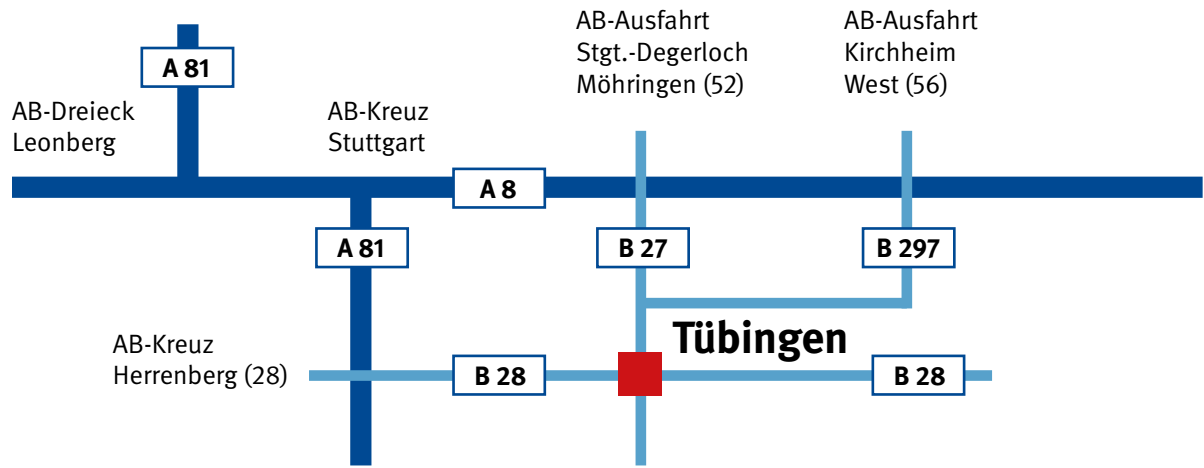 AB-Ausfahrt
Stgt.-Degerloch
Möhringen (52)
AB-Ausfahrt
Kirchheim
West (56)
A 81
AB-Dreieck
Leonberg
AB-Kreuz
Stuttgart
A 8
A 81
B 27
B 297
Tübingen
AB-Kreuz
Herrenberg (28)
B 28
B 28